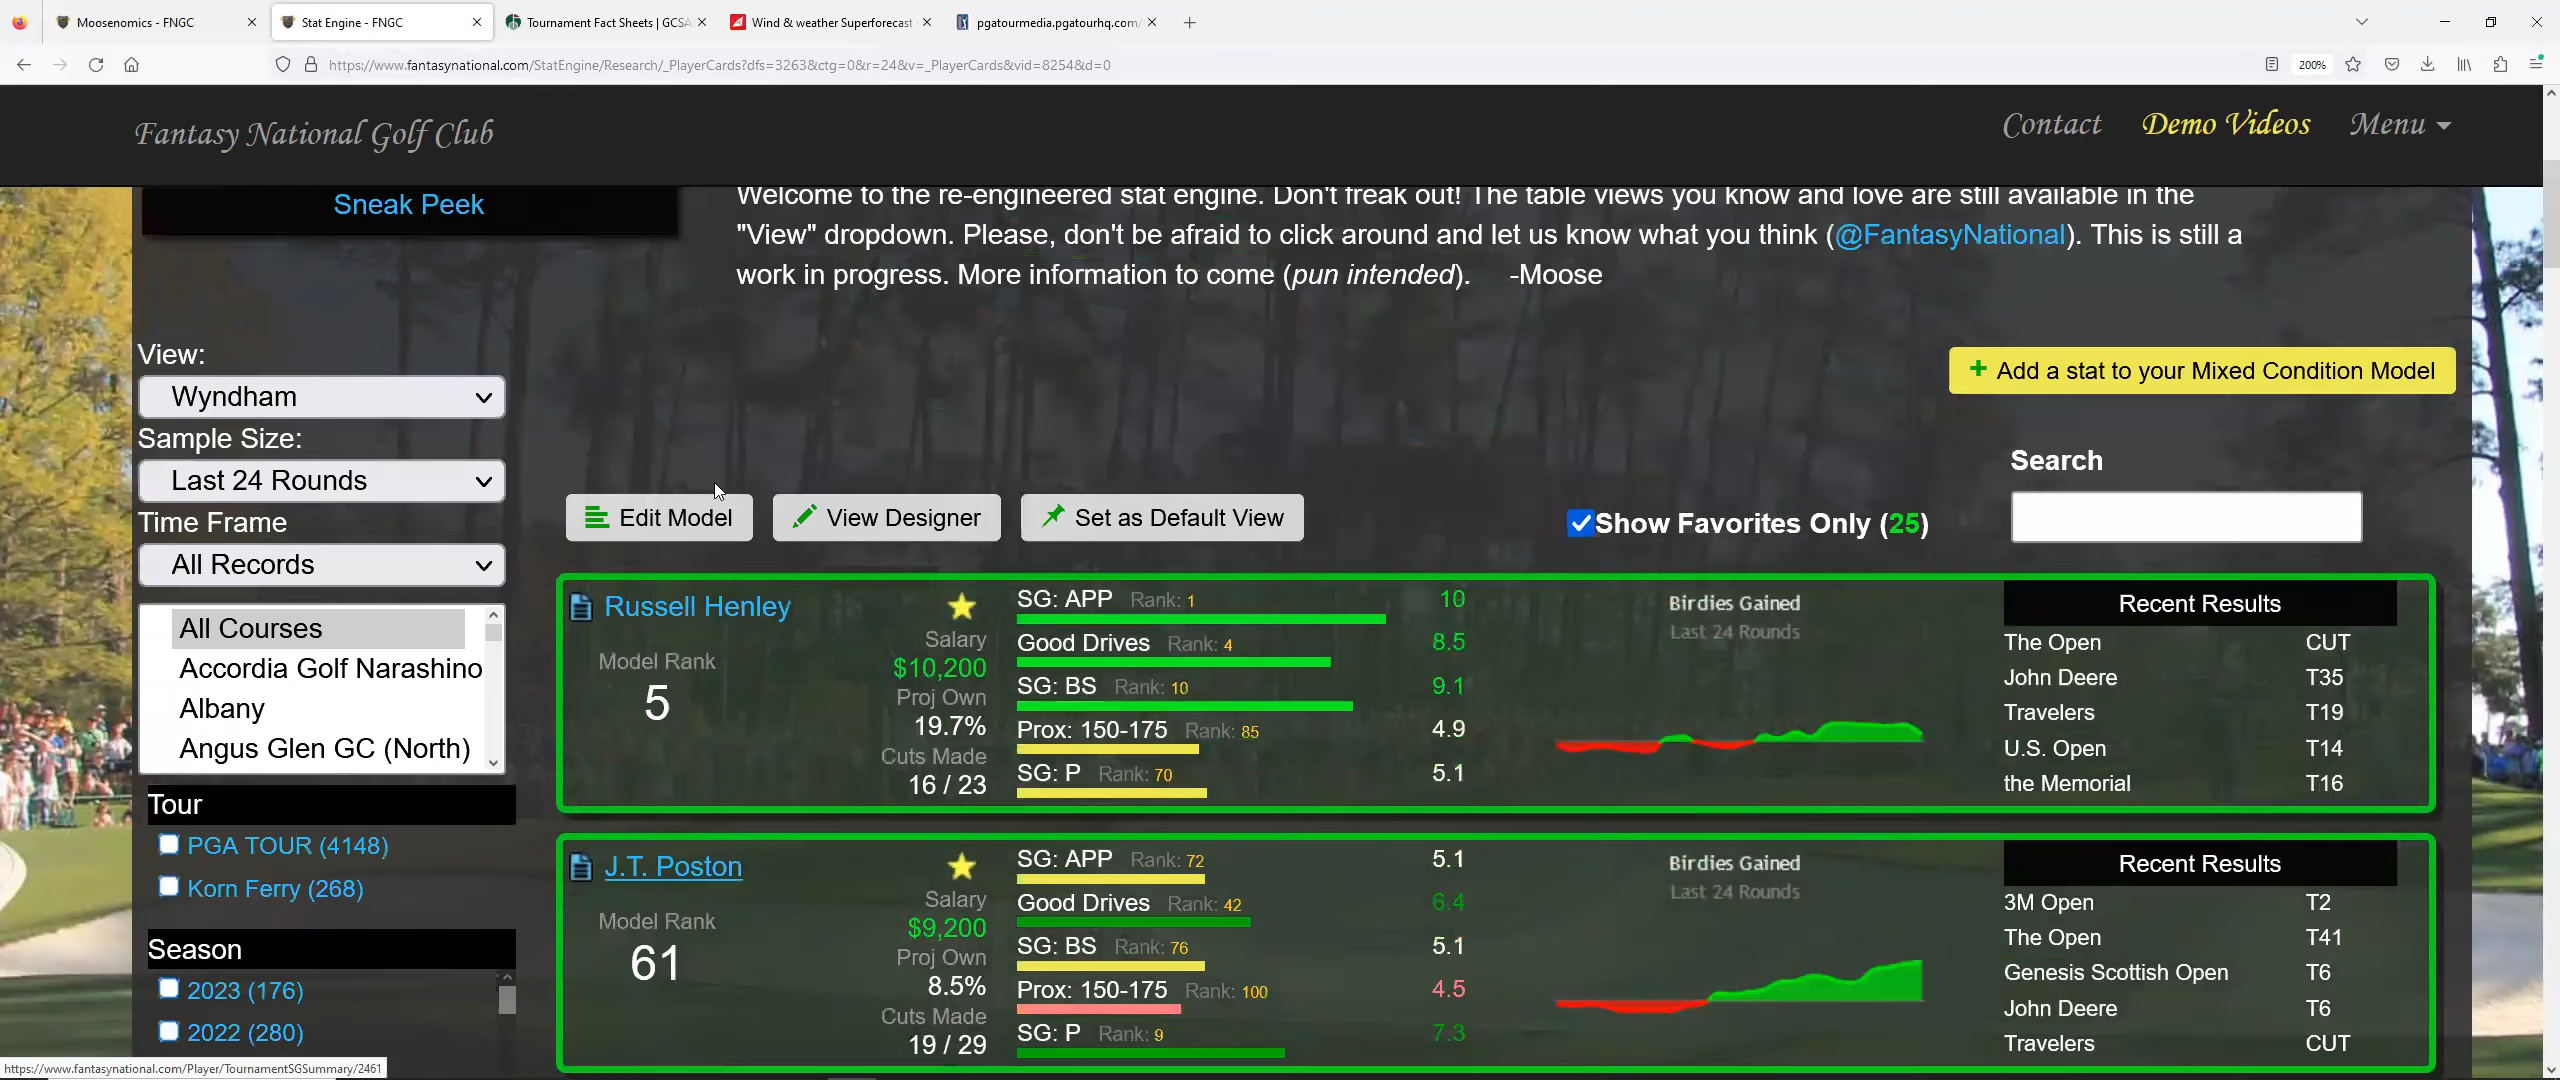 Moosenomics - FNGC
Stat Engine - FNGC
Tournament Fact Sheets | GCSA
Wind & weather Superforecast
pgatourmedia.pgatourhq.com/
https://www.fantasynational.com/StatEngine/Research/_PlayerCards?dfs=3263&ctg=0&r=24&v=_PlayerCards&vid=8254&d=0
200%
Fantasy National Golf Club
Contact
Demo Videos
Menu
Sneak Peek
Welcome to the re-engineered stat engine. Don't freak out! The table views you know and love are still available in the
"View" dropdown. Please, don't be afraid to click around and let us know what you think (@FantasyNational). This is still a
work in progress. More information to come (pun intended). -Moose
View:
Wyndham
Sample Size:
Last 24 Rounds
Time Frame
All Records
All Courses
Accordia Golf Narashino
Albany
Angus Glen GC (North)
Tour
PGA TOUR (4148)
Korn Ferry (268)
Season
2023 (176)
2022 (280)
+ Add a stat to your Mixed Condition Model
Search
Edit Model
View Designer
Set as Default View
Show Favorites Only (25)
Russell Henley
Model Rank
5
Salary
$10,200
Proj Own
19.7%
Cuts Made
16 / 23
SG: APP Rank: 1 10
Good Drives Rank: 4 8.5
SG: BS Rank: 10 9.1
Prox: 150-175 Rank: 85 4.9
SG: P Rank: 70 5.1
Birdies Gained
Last 24 Rounds
Recent Results
The Open CUT
John Deere T35
Travelers T19
U.S. Open T14
the Memorial T16
J.T. Poston
Model Rank
61
Salary
$9,200
Proj Own
8.5%
Cuts Made
19 / 29
SG: APP Rank: 72 5.1
Good Drives Rank: 42 6.4
SG: BS Rank: 76 5.1
Prox: 150-175 Rank: 100 4.5
SG: P Rank: 9 7.3
Birdies Gained
Last 24 Rounds
Recent Results
3M Open T2
The Open T41
Genesis Scottish Open T6
John Deere T6
Travelers CUT
https://www.fantasynational.com/Player/TournamentSGSummary/2461